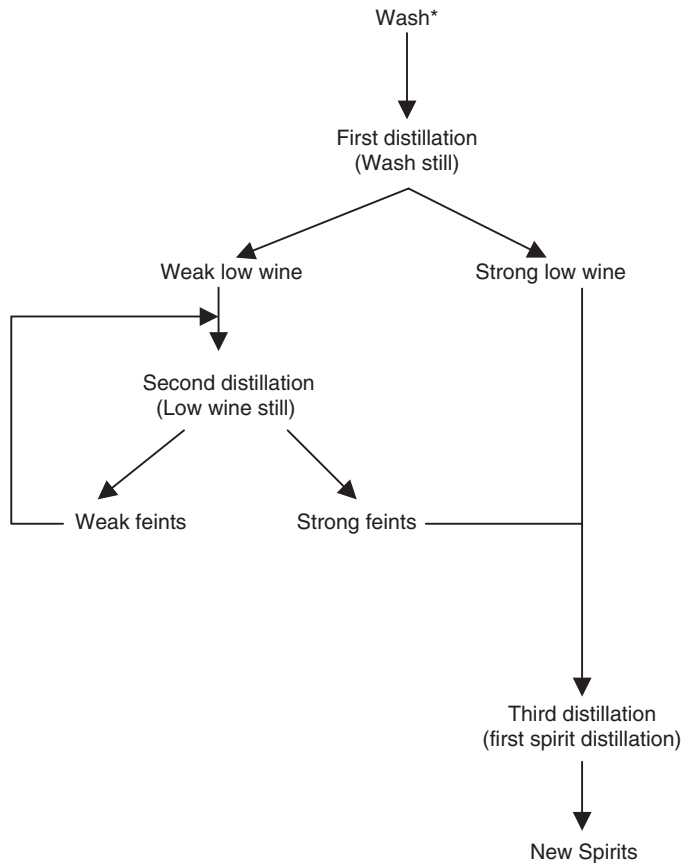 Wash*
First distillation
(Wash still)
Weak low wine
Strong low wine
Second distillation
(Low wine still)
Weak feints
Strong feints
Third distillation
(first spirit distillation)
New Spirits